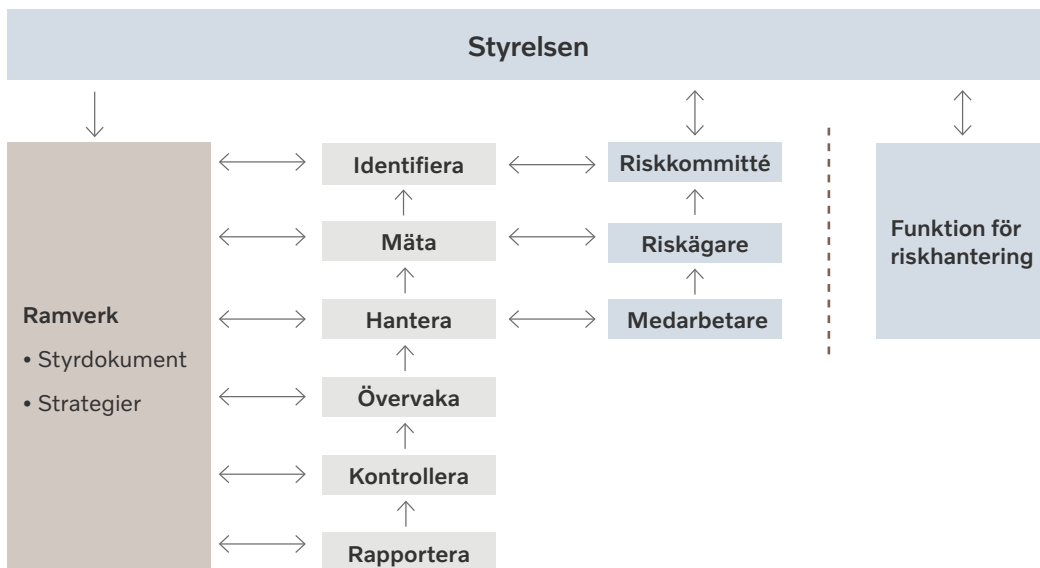 Styrelsen
Ramverk
• Styrdokument
• Strategier
Identifiera
Mäta
Hantera
Övervaka
Kontrollera
Rapportera
Riskkommitté
Riskägare
Medarbetare
Funktion för
riskhantering